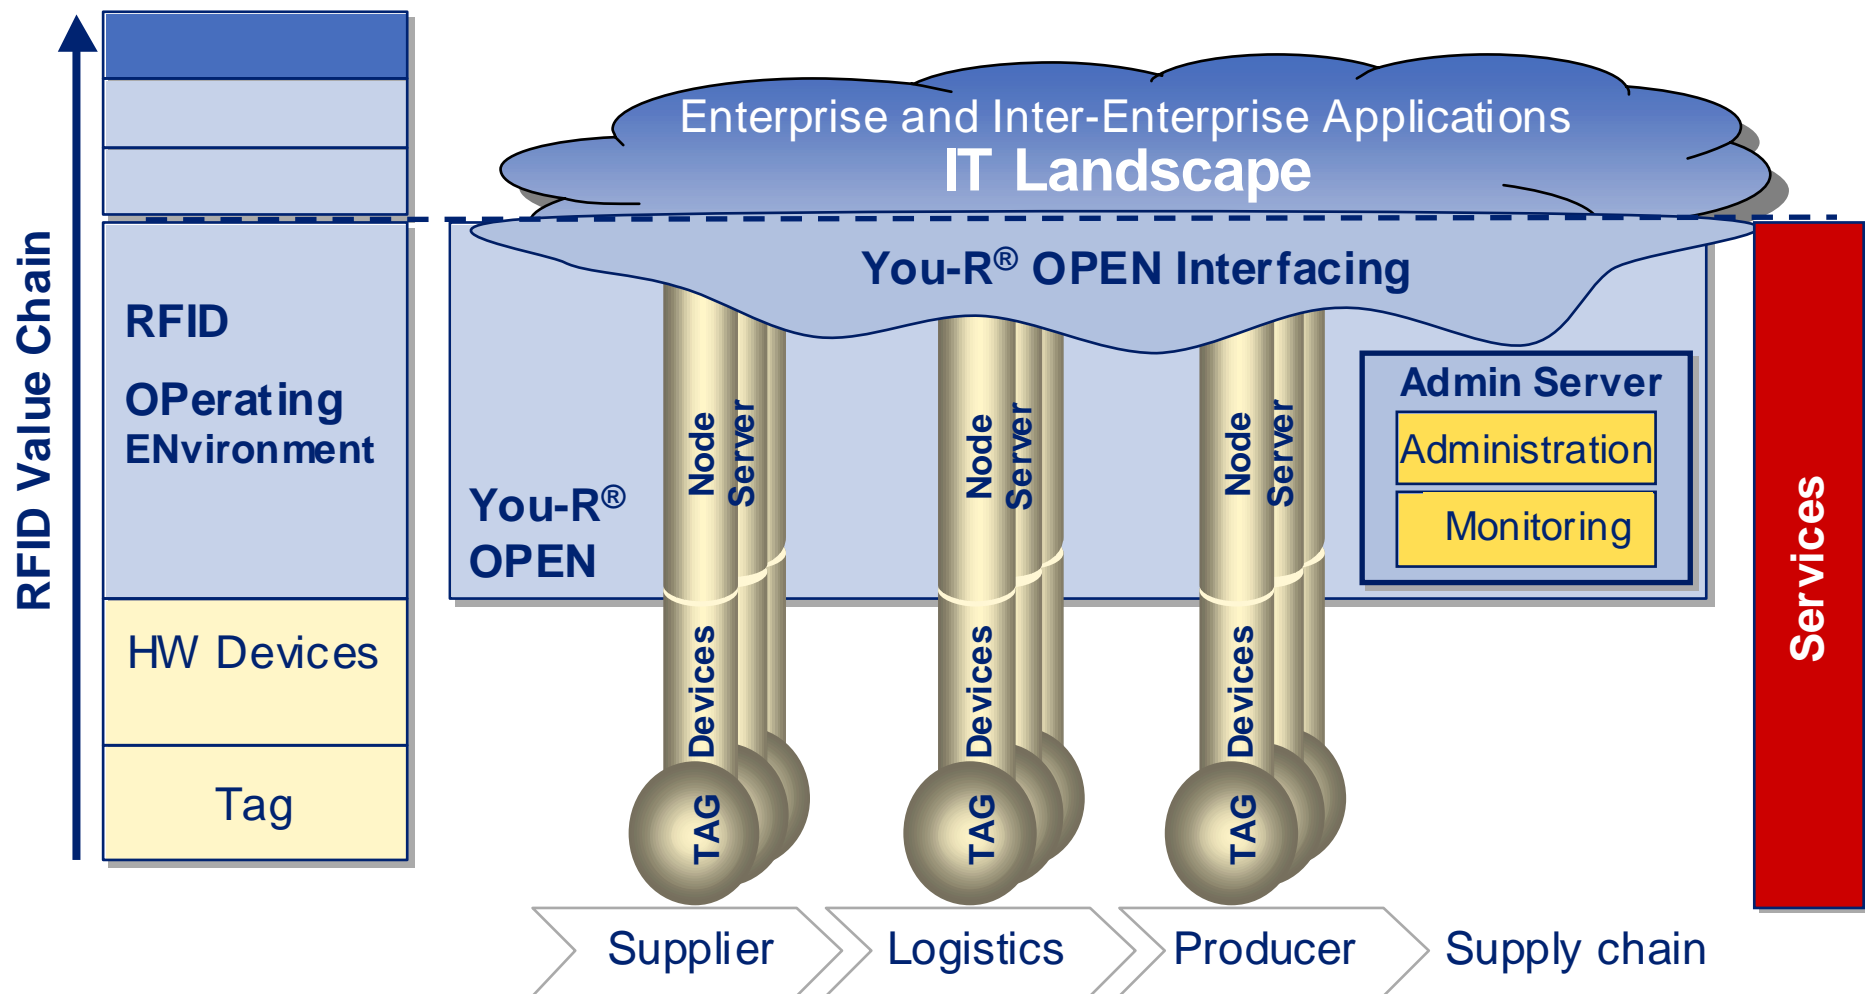 RFID Value Chain
RFID
OPerating
ENvironment
HW Devices
Tag
Enterprise and Inter-Enterprise Applications
IT Landscape
You-R® OPEN Interfacing
You-R®
OPEN
Node
Server
Devices
TAG
Node
Server
Devices
TAG
Node
Server
Devices
TAG
Admin Server
Administration
Monitoring
Services
Supplier
Logistics
Producer
Supply chain